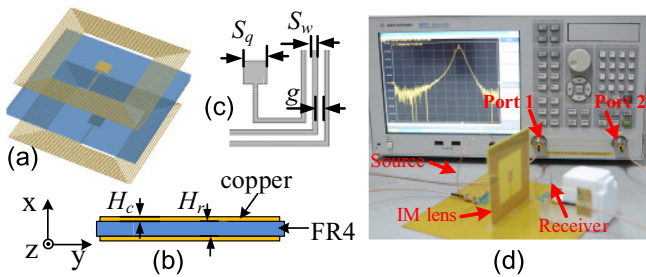 (a)
S_q
S_w
g
(c)
Port 1
Port 2
Source
IM lens
Receiver
(d)
H_c
H_r
copper
FR4
x
z
y
(b)